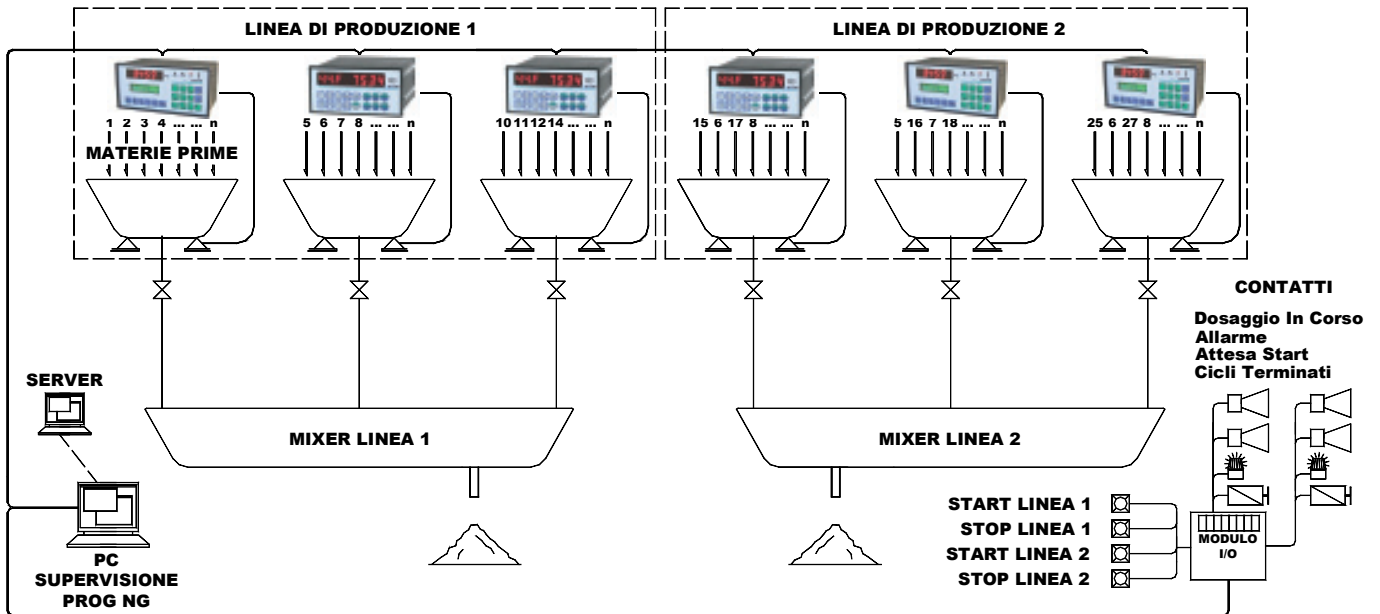 LINEA DI PRODUZIONE 1
LINEA DI PRODUZIONE 2
1 2 3 4 ... ... n
5 6 7 8 ... ... n
10 11 12 14 ... ... n
15 6 17 8 ... ... n
5 16 7 18 ... ... n
25 6 27 8 ... ... n
MATERIE PRIME
CONTATTI
Dosaggio In Corso
Allarme
Attesa Start
Cicli Terminati
SERVER
MIXER LINEA 1
MIXER LINEA 2
START LINEA 1
STOP LINEA 1
START LINEA 2
STOP LINEA 2
MODULO
I/O
PC
SUPERVISIONE
PROG NG